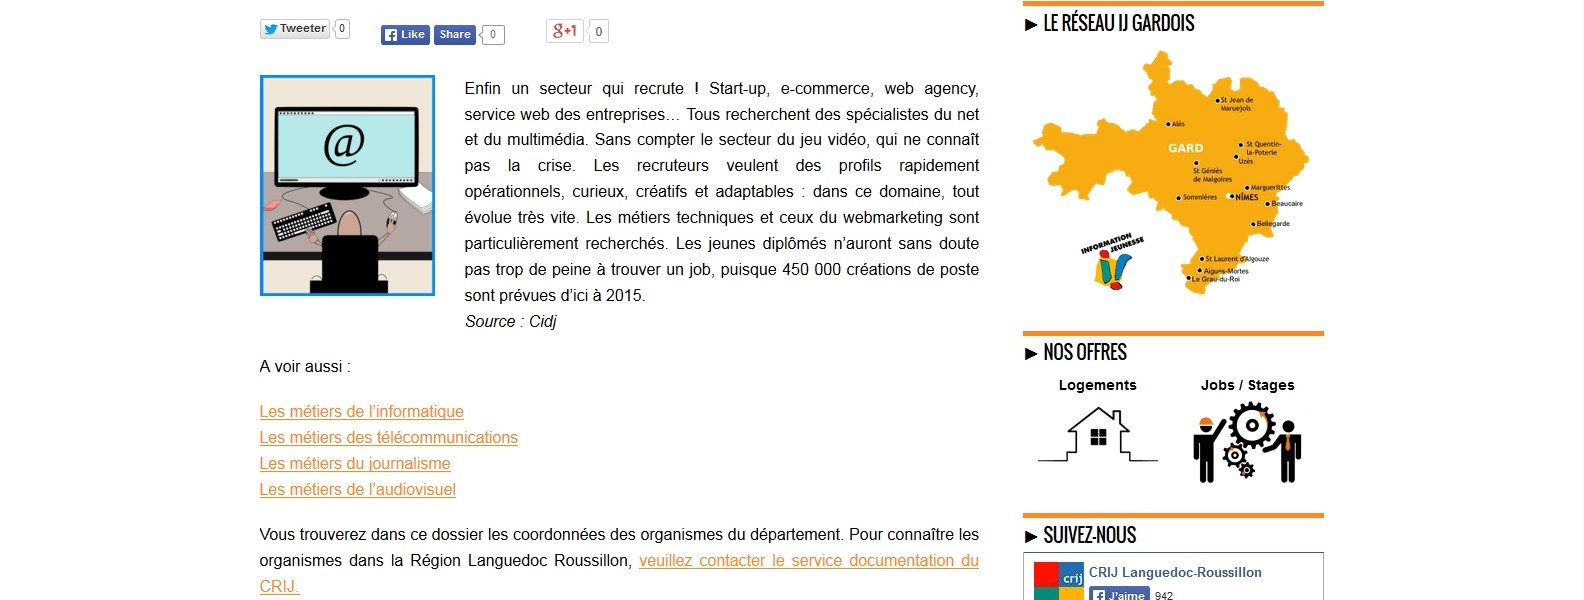 Tweeter 0
Like Share 0
g+1 0
@
Enfin un secteur qui recrute ! Start-up, e-commerce, web agency,
service web des entreprises… Tous recherchent des spécialistes du net
et du multimédia. Sans compter le secteur du jeu vidéo, qui ne connaît
pas la crise. Les recruteurs veulent des profils rapidement
opérationnels, curieux, créatifs et adaptables : dans ce domaine, tout
évolue très vite. Les métiers techniques et ceux du webmarketing sont
particulièrement recherchés. Les jeunes diplômés n’auront sans doute
pas trop de peine à trouver un job, puisque 450 000 créations de poste
sont prévues d’ici à 2015.
Source : Cidj
A voir aussi :
Les métiers de l’informatique
Les métiers des télécommunications
Les métiers du journalisme
Les métiers de l’audiovisuel
Vous trouverez dans ce dossier les coordonnées des organismes du département. Pour connaître les
organismes dans la Région Languedoc Roussillon, veuillez contacter le service documentation du
CRIJ.
► LE RÉSEAU IJ GARDOIS
St Jean de
Maruejols
Alès
GARD
St Quentin-
la-Poterie
Uzès
St Géniés
de Malgoires
Marguerittes
Sommières
NÎMES
Beaucaire
Bellegarde
INFORMATION
JEUNESSE
St Laurent d'Aigouze
Aigues-Mortes
Le Grau-du-Roi
► NOS OFFRES
Logements
Jobs / Stages
► SUIVEZ-NOUS
crij
CRIJ Languedoc-Roussillon
J'aime 942